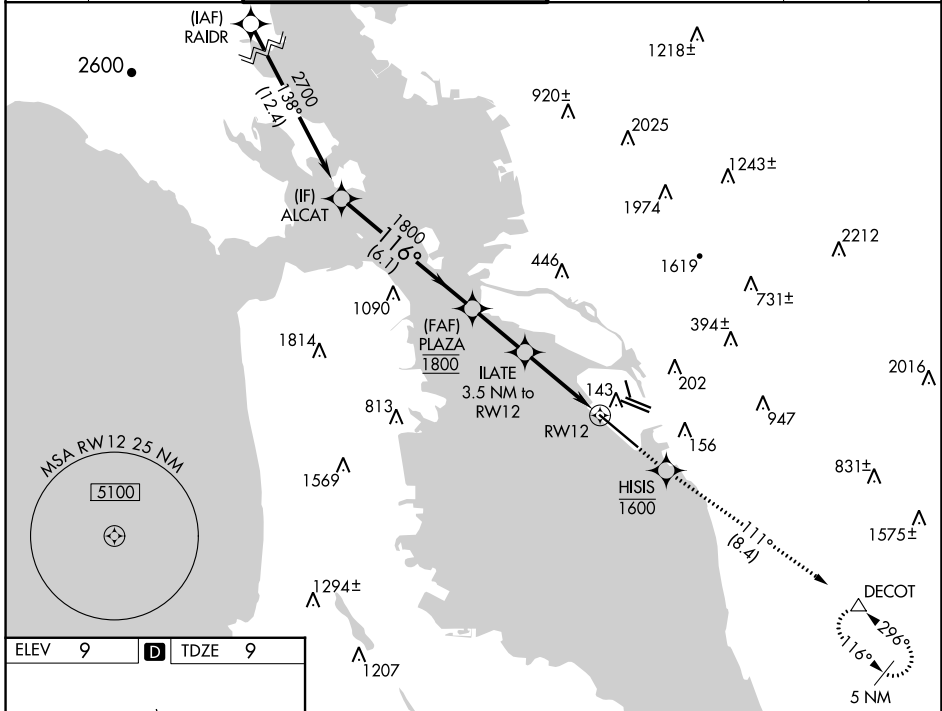 (IAF)
RAIDR
2600
2700
138°
(12.4)
1218±
920±
2025
1243±
1974
(IF)
ALCAT
1800
116°
(6.1)
446
2212
1619
1090
731±
(FAF)
PLAZA
1800
394±
1814
ILATE
3.5 NM to
RW12
143
202
2016
813
RW12
156
947
MSA RW12 25 NM
5100
1569
HISIS
1600
831±
111°
(8.4)
1575±
1294±
DECOT
296°
116°
5 NM
ELEV 9
D
TDZE 9
1207